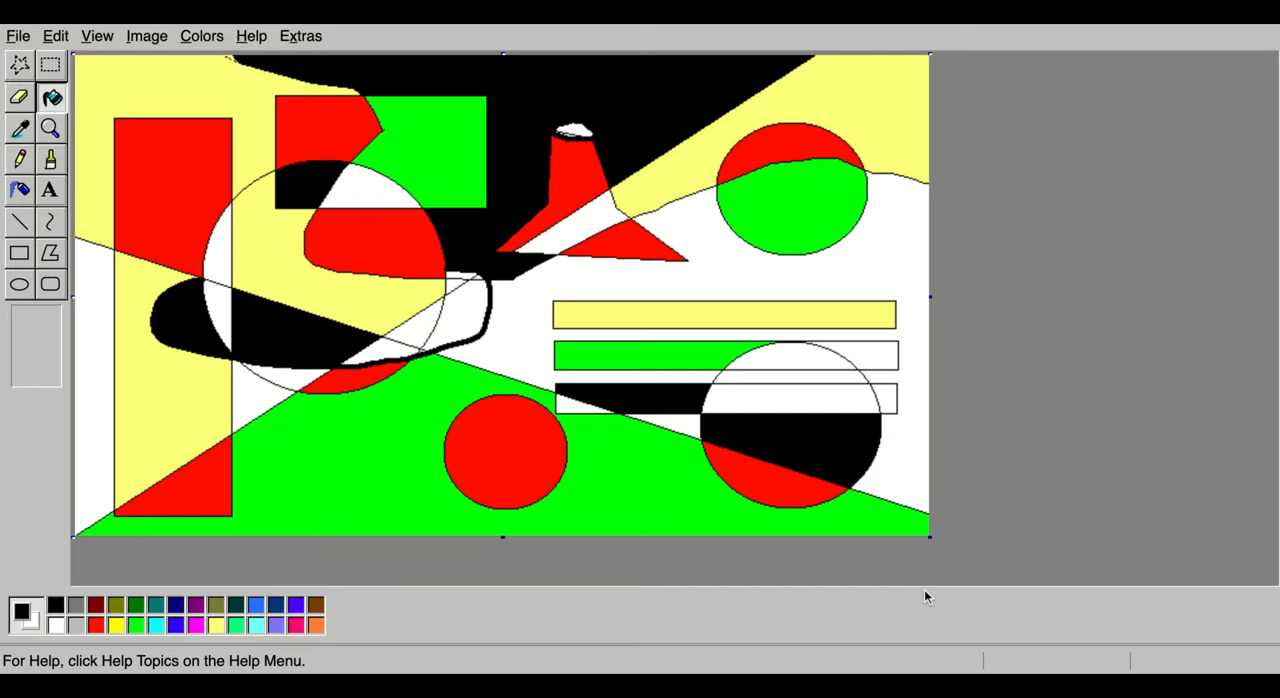 File Edit View Image Colors Help Extras
A
For Help, click Help Topics on the Help Menu.